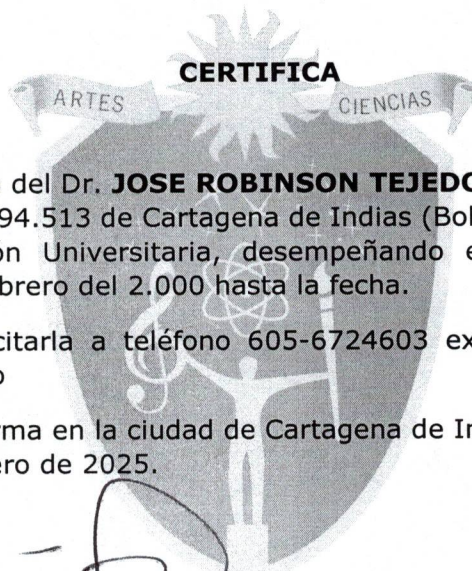 CERTIFICA
ARTES
CIENCIAS
del Dr. JOSE ROBINSON TEJEDO
94.513 de Cartagena de Indias (Bol
ón Universitaria, desempeñando e
brero del 2.000 hasta la fecha.
citarla a teléfono 605-6724603 ex
o
rma en la ciudad de Cartagena de In
ero de 2025.